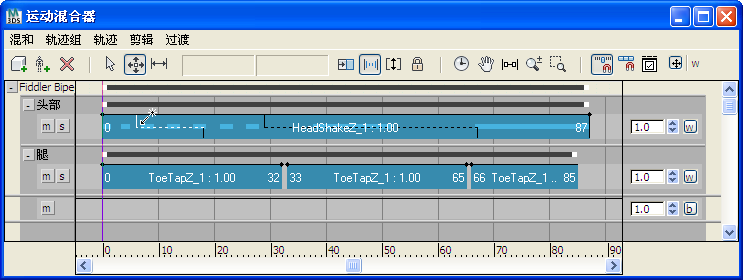 运动混合器
混和 轨迹组 轨迹 剪辑 过渡
w
Fiddler Bipe
头部
m s 0 HeadShakeZ_1 : 1.00 87 1.0 w
腿
m s 0 ToeTapZ_1 : 1.00 32 33 ToeTapZ_1 : 1.00 65 66 ToeTapZ_1 .. 85 1.0 w
m 1.0 b
0 10 20 30 40 50 60 70 80 90